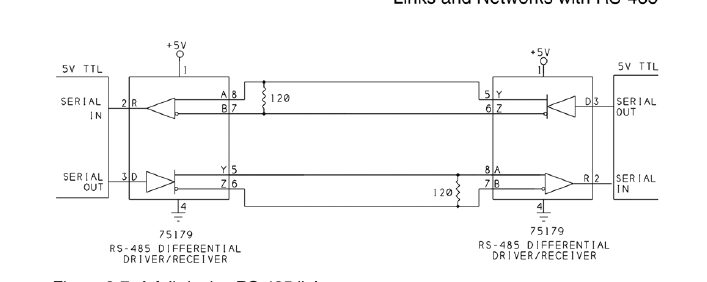 Links and Networks with RS-485
+5V
1
5V TTL
SERIAL IN
2 R
A 8
B 7
120
SERIAL OUT
3 D
Y 5
Z 6
4
75179
RS-485 DIFFERENTIAL
DRIVER/RECEIVER
+5V
1
5V TTL
5 Y
6 Z
D 3
SERIAL OUT
120
8 A
7 B
R 2
SERIAL IN
4
75179
RS-485 DIFFERENTIAL
DRIVER/RECEIVER